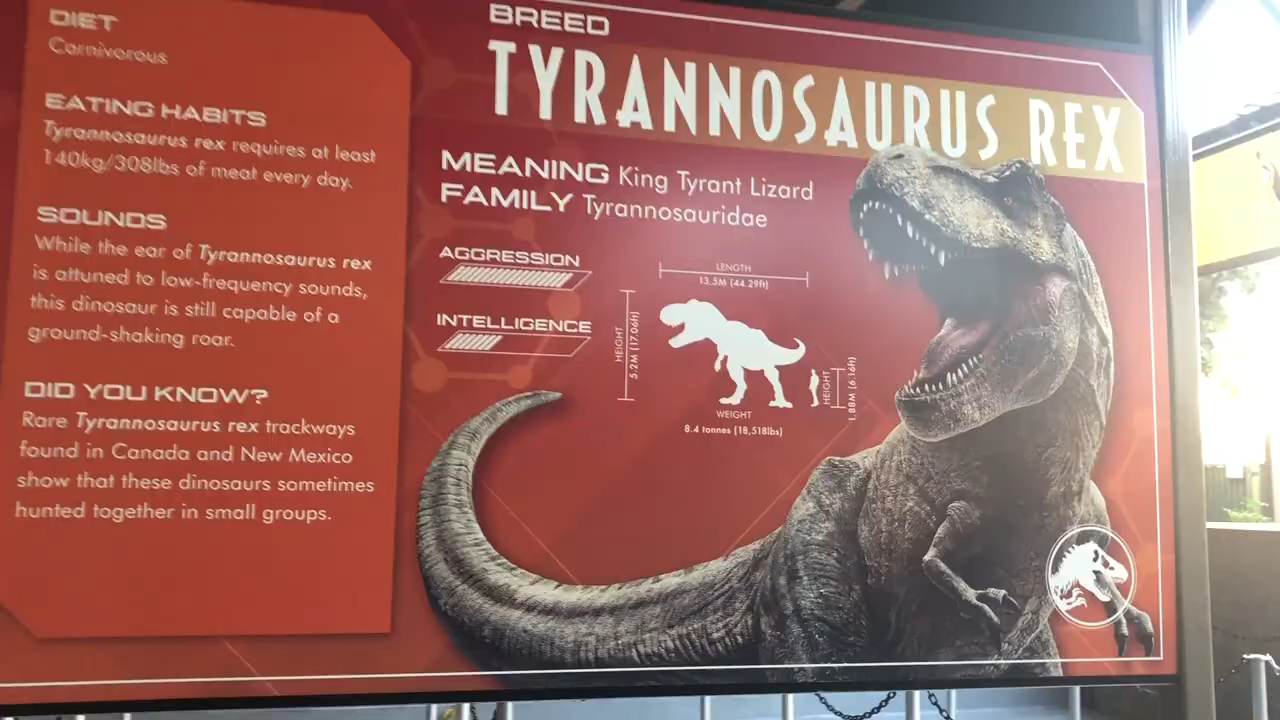 DIET
Carnivorous
EATING HABITS
Tyrannosaurus rex requires at least
140kg/308lbs of meat every day.
SOUNDS
While the ear of Tyrannosaurus rex
is attuned to low-frequency sounds,
this dinosaur is still capable of a
ground-shaking roar.
DID YOU KNOW?
Rare Tyrannosaurus rex trackways
found in Canada and New Mexico
show that these dinosaurs sometimes
hunted together in small groups.
BREED
TYRANNOSAURUS REX
MEANING King Tyrant Lizard
FAMILY Tyrannosauridae
AGGRESSION
INTELLIGENCE
LENGTH
13.5M (44.29ft)
HEIGHT
5.2M (17.06ft)
HEIGHT
1.88M (6.16ft)
WEIGHT
8.4 tonnes (18,518lbs)